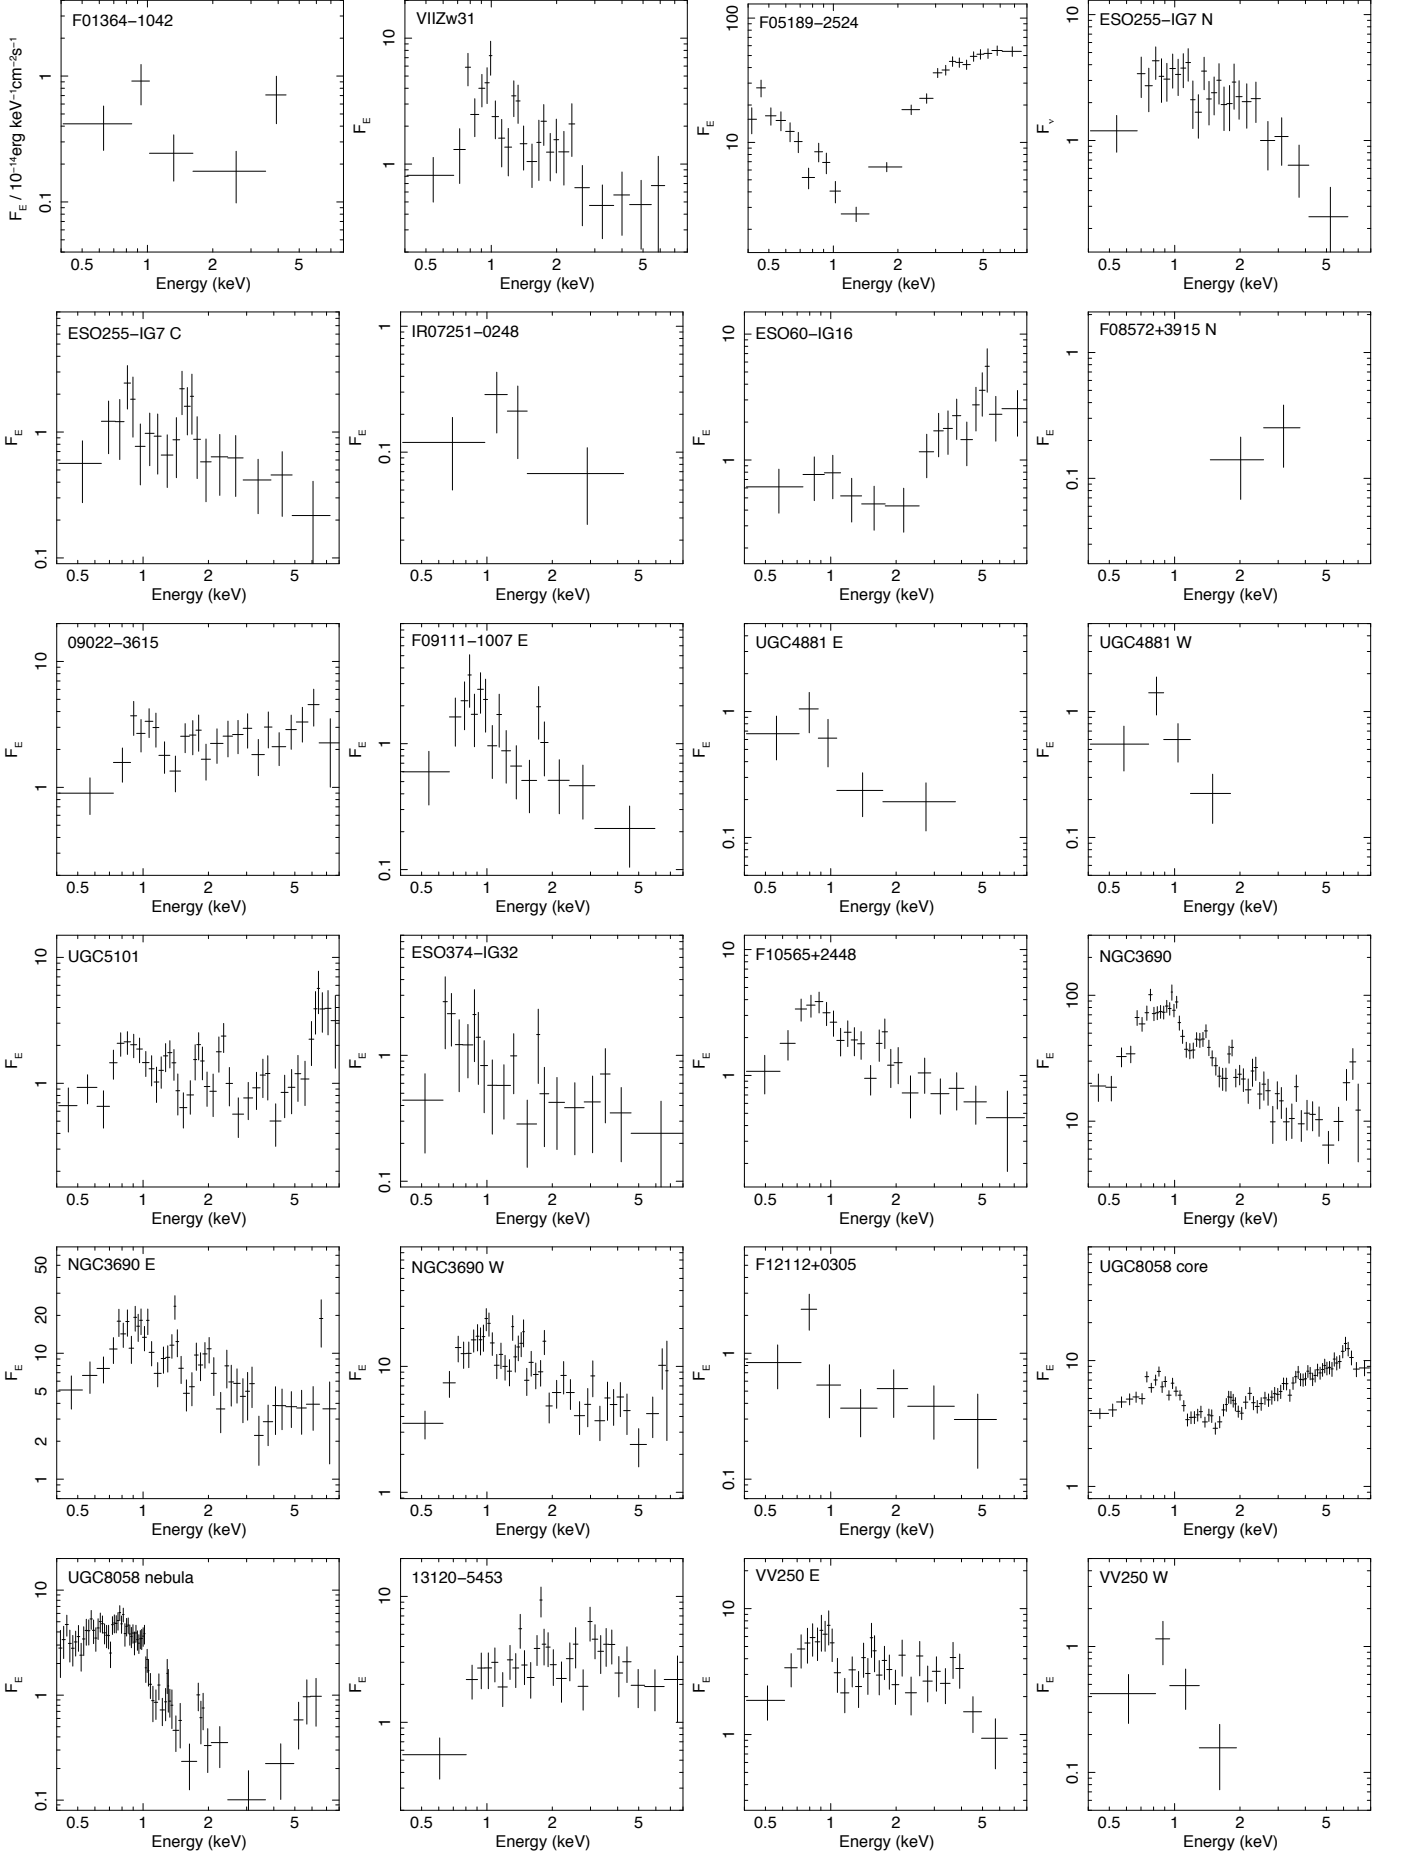 F01364−1042
F_E / 10⁻¹⁴erg keV⁻¹cm⁻²s⁻¹
1
0.1
0.5 1 2 5
Energy (keV)
VIIZw31
F_E
10
1
0.5 1 2 5
Energy (keV)
F05189−2524
F_E
100
10
0.5 1 2 5
Energy (keV)
ESO255−IG7 N
F_ν
10
1
0.5 1 2 5
Energy (keV)
ESO255−IG7 C
F_E
1
0.1
0.5 1 2 5
Energy (keV)
IR07251−0248
F_E
1
0.1
0.5 1 2 5
Energy (keV)
ESO60−IG16
F_E
10
1
0.5 1 2 5
Energy (keV)
F08572+3915 N
F_E
1
0.1
0.5 1 2 5
Energy (keV)
09022−3615
F_E
10
1
0.5 1 2 5
Energy (keV)
F09111−1007 E
F_E
1
0.1
0.5 1 2 5
Energy (keV)
UGC4881 E
F_E
1
0.1
0.5 1 2 5
Energy (keV)
UGC4881 W
F_E
1
0.1
0.5 1 2 5
Energy (keV)
UGC5101
F_E
10
1
0.5 1 2 5
Energy (keV)
ESO374−IG32
F_E
1
0.1
0.5 1 2 5
Energy (keV)
F10565+2448
F_E
10
1
0.5 1 2 5
Energy (keV)
NGC3690
F_E
100
10
0.5 1 2 5
Energy (keV)
NGC3690 E
F_E
50
20
10
5
2
1
0.5 1 2 5
Energy (keV)
NGC3690 W
F_E
10
1
0.5 1 2 5
Energy (keV)
F12112+0305
F_E
1
0.1
0.5 1 2 5
Energy (keV)
UGC8058 core
F_E
10
1
0.5 1 2 5
Energy (keV)
UGC8058 nebula
F_E
10
1
0.1
0.5 1 2 5
Energy (keV)
13120−5453
F_E
10
1
0.5 1 2 5
Energy (keV)
VV250 E
F_E
10
1
0.5 1 2 5
Energy (keV)
VV250 W
F_E
1
0.1
0.5 1 2 5
Energy (keV)